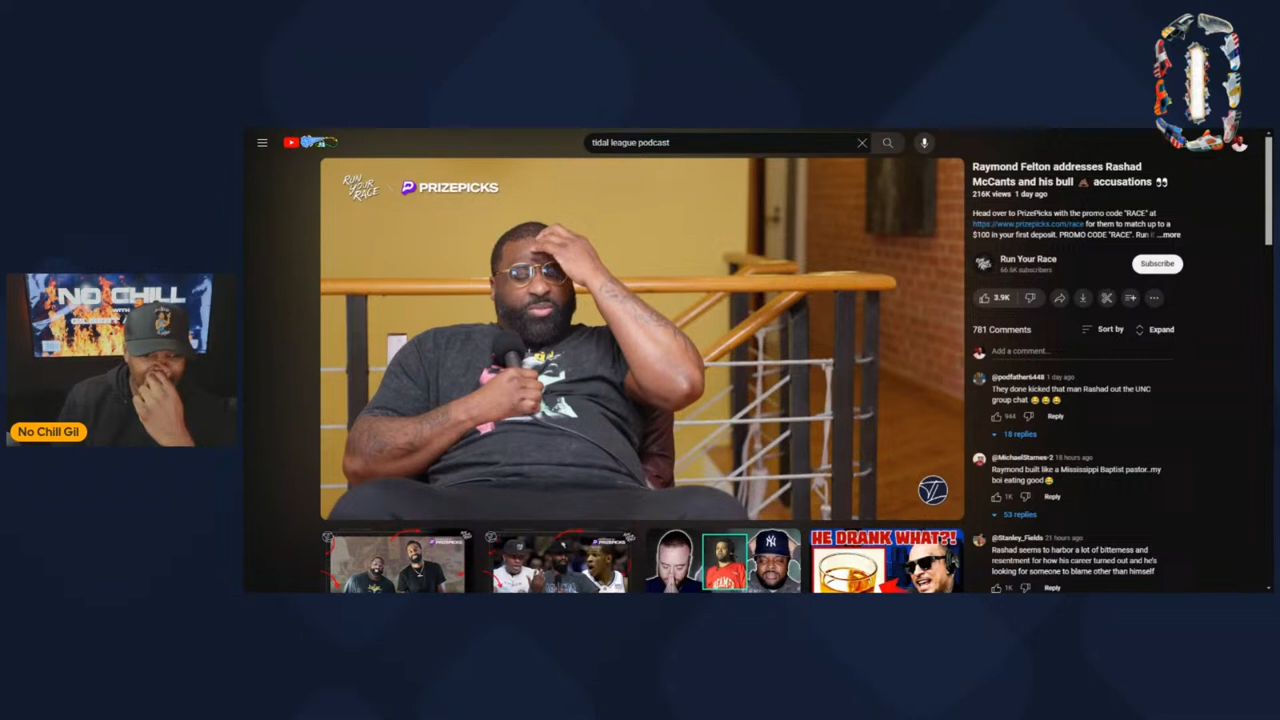 NO CHILL
WITH
No Chill Gil
tidal league podcast
RUN
YOUR
RACE
PRIZEPICKS
Raymond Felton addresses Rashad
McCants and his bull 💩 accusations 👀
216K views 1 day ago
Head over to PrizePicks with the promo code "RACE" at
https://www.prizepicks.com/race for them to match up to a
$100 in your first deposit. PROMO CODE "RACE". Run ...more
Run Your Race
66.6K subscribers
Subscribe
3.9K
781 Comments
Sort by
Expand
Add a comment...
@podfather6448 1 day ago
They done kicked that man Rashad out the UNC
group chat 😂 😂 😂
944
Reply
18 replies
@MichaelStarnes-2 18 hours ago
Raymond built like a Mississippi Baptist pastor..my
boi eating good😂
1K
Reply
53 replies
@Stanley_Fields 21 hours ago
Rashad seems to harbor a lot of bitterness and
resentment for how his career turned out and he's
looking for someone to blame other than himself
1K
Reply
PRIZEPICKS
PRIZEPICKS
HE DRANK WHAT?!